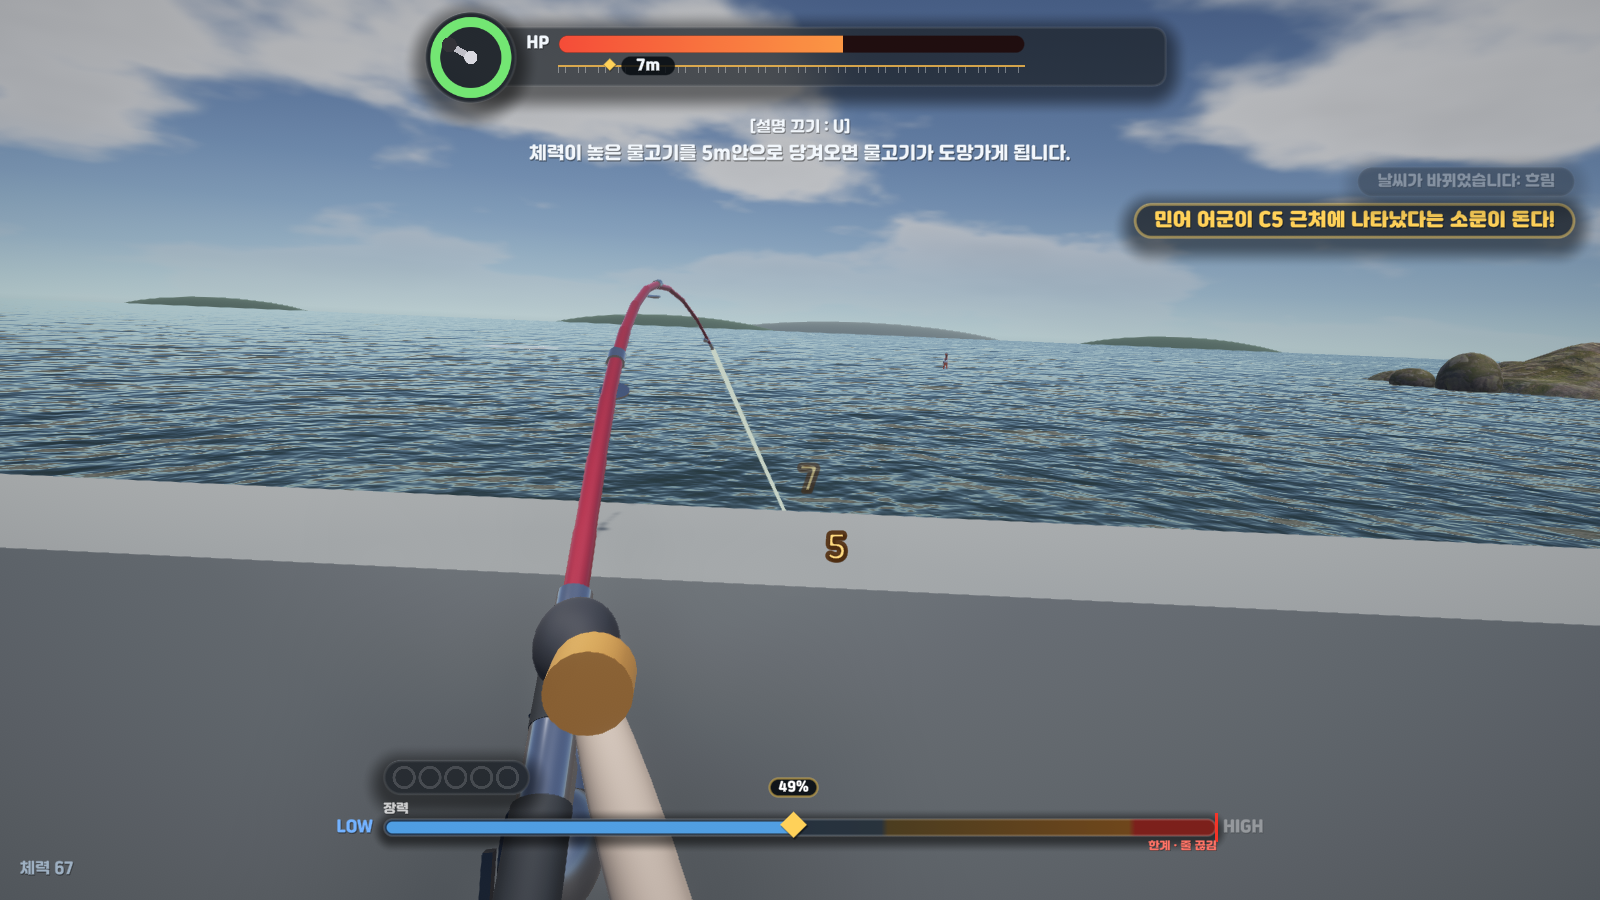 HP
7m
[설명 끄기 : U]
체력이 높은 물고기를 5m안으로 당겨오면 물고기가 도망가게 됩니다.
날씨가 바뀌었습니다: 흐림
민어 어군이 C5 근처에 나타났다는 소문이 돈다!
7
5
49%
장력
LOW
HIGH
한계 · 줄 끊김
체력 67